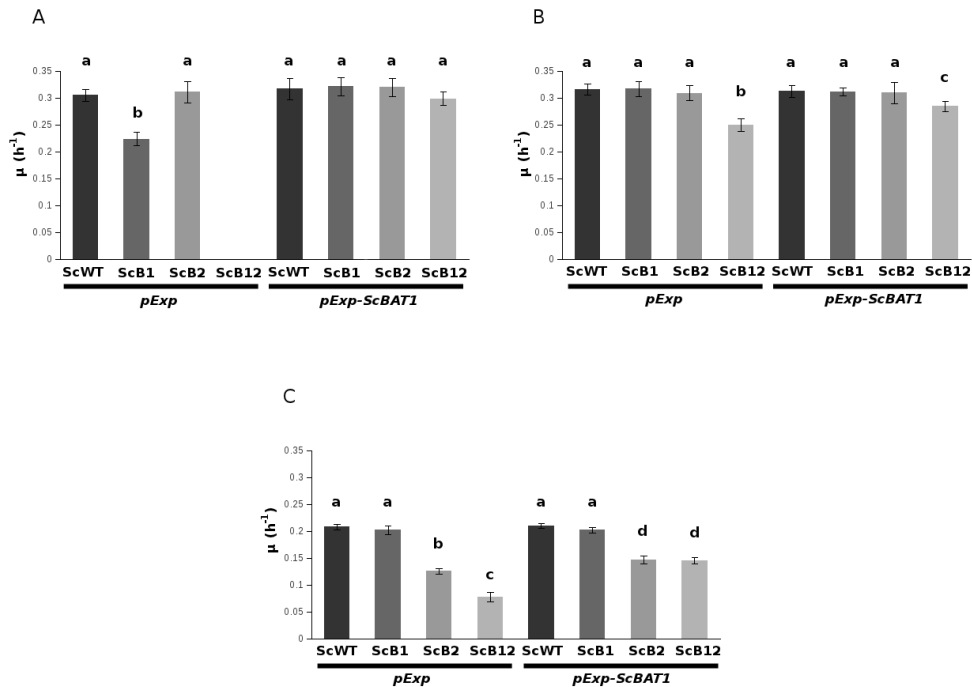 A
a a a a a a
b
0.35
0.3
0.25
0.2
0.15
0.1
0.05
0
μ (h⁻¹)
ScWT ScB1 ScB2 ScB12 ScWT ScB1 ScB2 ScB12
pExp pExp-ScBAT1
B
a a a b a a a c
0.35
0.3
0.25
0.2
0.15
0.1
0.05
0
μ (h⁻¹)
ScWT ScB1 ScB2 ScB12 ScWT ScB1 ScB2 ScB12
pExp pExp-ScBAT1
C
a a b c a a d d
0.35
0.3
0.25
0.2
0.15
0.1
0.05
0
μ (h⁻¹)
ScWT ScB1 ScB2 ScB12 ScWT ScB1 ScB2 ScB12
pExp pExp-ScBAT1